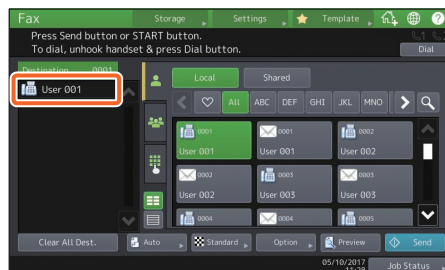 Fax
Storage
Settings
Template
Press Send button or START button.
To dial, unhook handset & press Dial button.
Dial
Destination 0001
User 001
Local
Shared
All
ABC
DEF
GHI
JKL
MNO
0001
User 001
0001
User 001
0002
User 002
0002
User 002
0003
User 003
0003
User 003
0004
0004
0005
Clear All Dest.
Auto
Standard
Option
Preview
Send
05/10/2017
11:28
Job Status